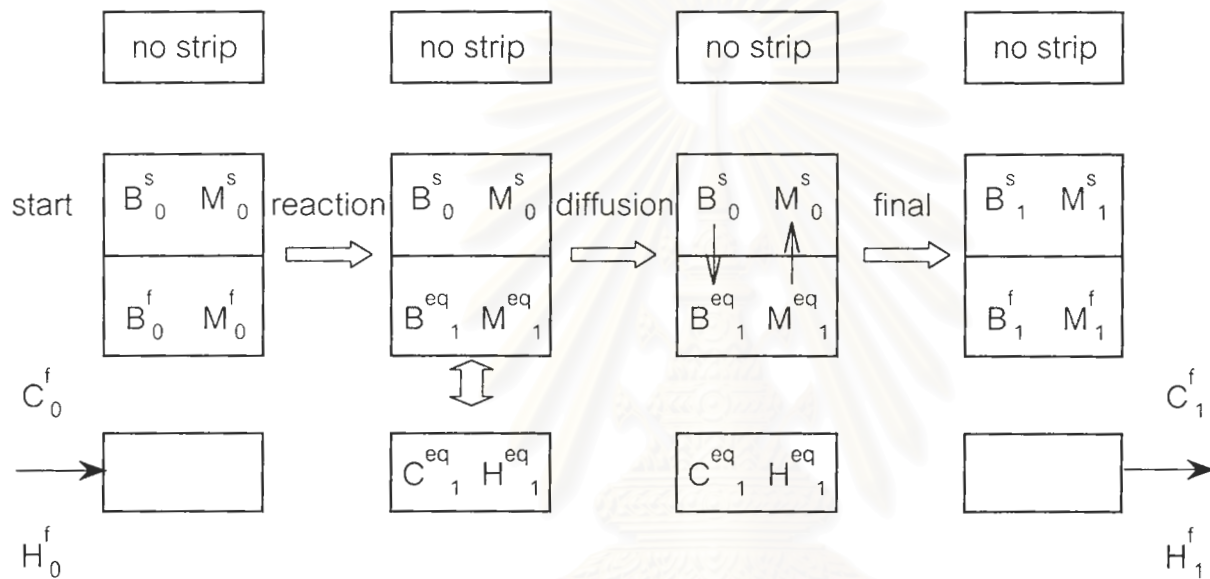 no strip no strip no strip no strip
start B^s_0 M^s_0 reaction B^s_0 M^s_0 diffusion B^s_0 M^s_0 final B^s_1 M^s_1
B^f_0 M^f_0 B^eq_1 M^eq_1 B^eq_1 M^eq_1 B^f_1 M^f_1
C^f_0 C^f_1
C^eq_1 H^eq_1 C^eq_1 H^eq_1
H^f_0 H^f_1